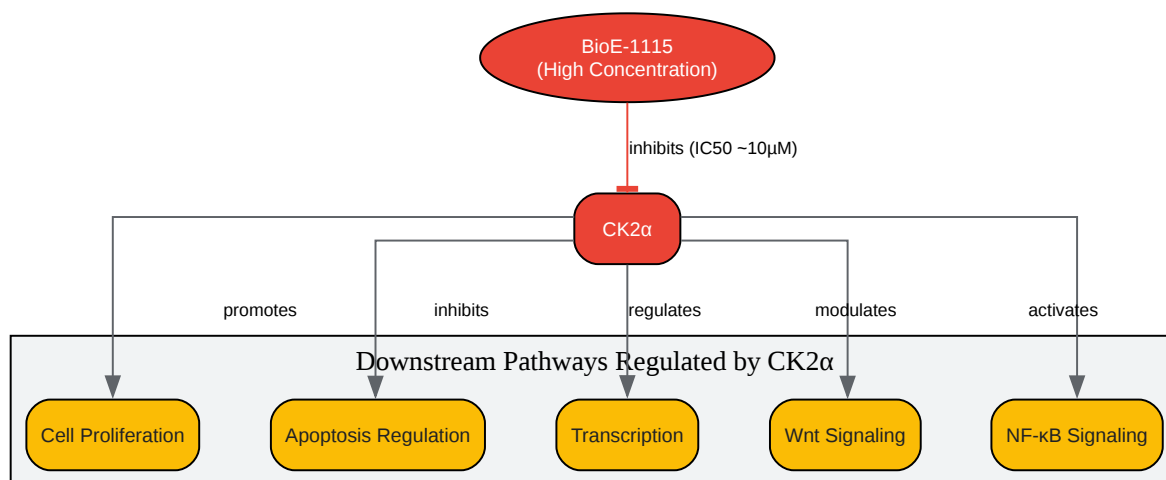 BioE-1115
(High Concentration)
inhibits (IC50 ~10μM)
CK2α
promotes
inhibits
regulates
modulates
activates
Downstream Pathways Regulated by CK2α
Cell Proliferation
Apoptosis Regulation
Transcription
Wnt Signaling
NF-κB Signaling